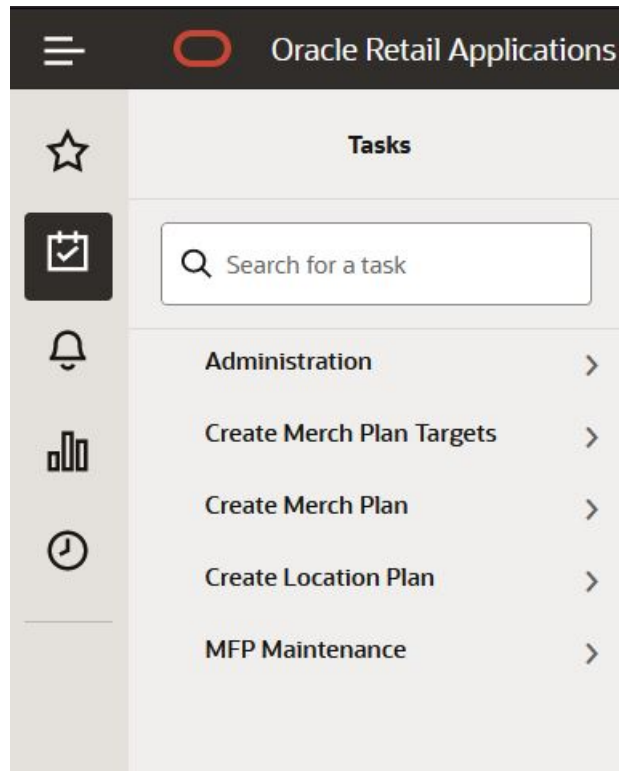 Oracle Retail Applications
Tasks
Search for a task
Administration
Create Merch Plan Targets
Create Merch Plan
Create Location Plan
MFP Maintenance